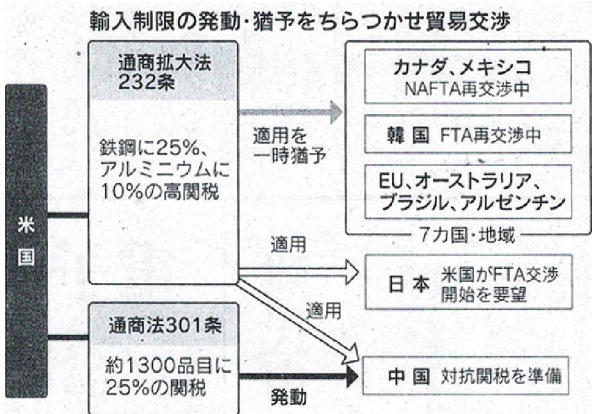 輸入制限の発動・猶予をちらつかせ貿易交渉
米国
通商拡大法
232条
鉄鋼に25%、
アルミニウムに
10%の高関税
適用を
一時猶予
カナダ、メキシコ
NAFTA再交渉中
韓国 FTA再交渉中
EU、オーストラリア、
ブラジル、アルゼンチン
7カ国・地域
適用
日本 米国がFTA交渉
開始を要望
適用
通商法301条
約1300品目に
25%の関税
発動
中国 対抗関税を準備